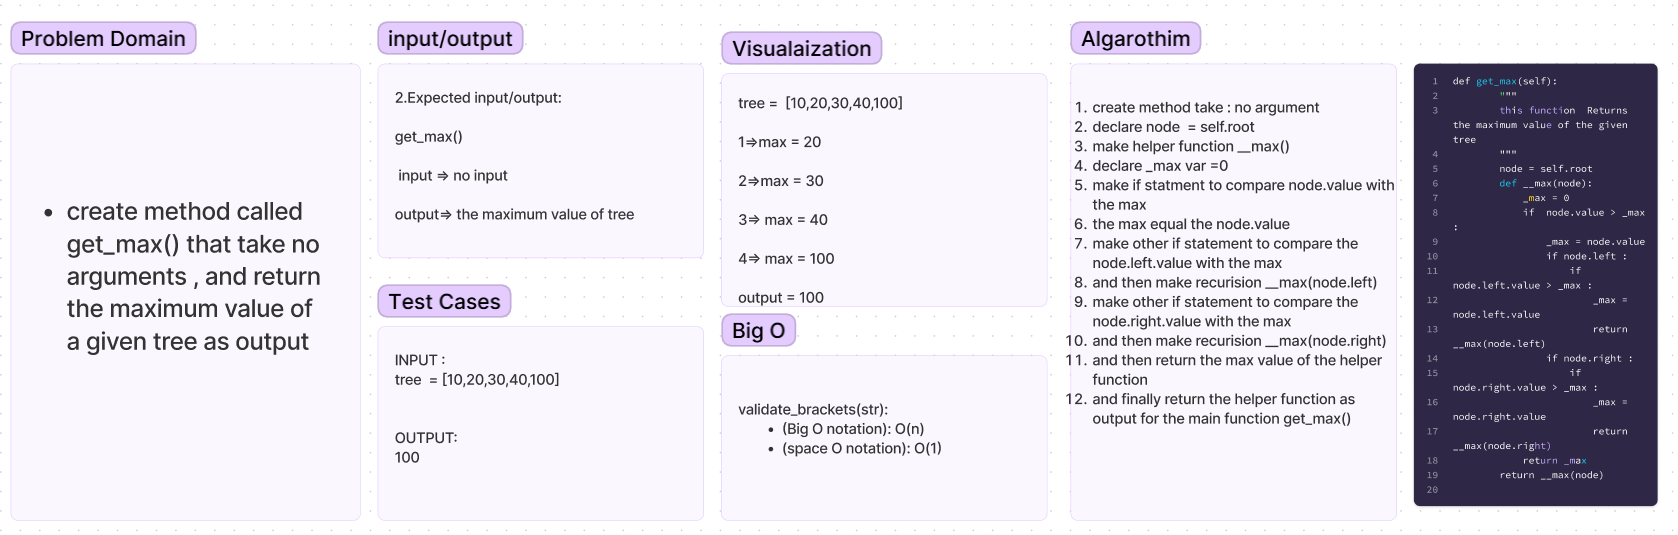 Problem Domain
create method called
get_max() that take no
arguments , and return
the maximum value of
a given tree as output
input/output
2.Expected input/output:
get_max()
input => no input
output=> the maximum value of tree
Test Cases
INPUT :
tree = [10,20,30,40,100]
OUTPUT:
100
Visualaization
tree = [10,20,30,40,100]
1=>max = 20
2=>max = 30
3=> max = 40
4=> max = 100
output = 100
Big O
validate_brackets(str):
(Big O notation): O(n)
(space O notation): O(1)
Algarothim
1. create method take : no argument
2. declare node = self.root
3. make helper function __max()
4. declare _max var =0
5. make if statment to compare node.value with
the max
6. the max equal the node.value
7. make other if statement to compare the
node.left.value with the max
8. and then make recurision __max(node.left)
9. make other if statement to compare the
node.right.value with the max
10. and then make recurision __max(node.right)
11. and then return the max value of the helper
function
12. and finally return the helper function as
output for the main function get_max()
1 def get_max(self):
2 """
3 this function Returns
the maximum value of the given
tree
4 """
5 node = self.root
6 def __max(node):
7 _max = 0
8 if node.value > _max
:
9 _max = node.value
10 if node.left :
11 if
node.left.value > _max :
12 _max =
node.left.value
13 return
__max(node.left)
14 if node.right :
15 if
node.right.value > _max :
16 _max =
node.right.value
17 return
__max(node.right)
18 return _max
19 return __max(node)
20